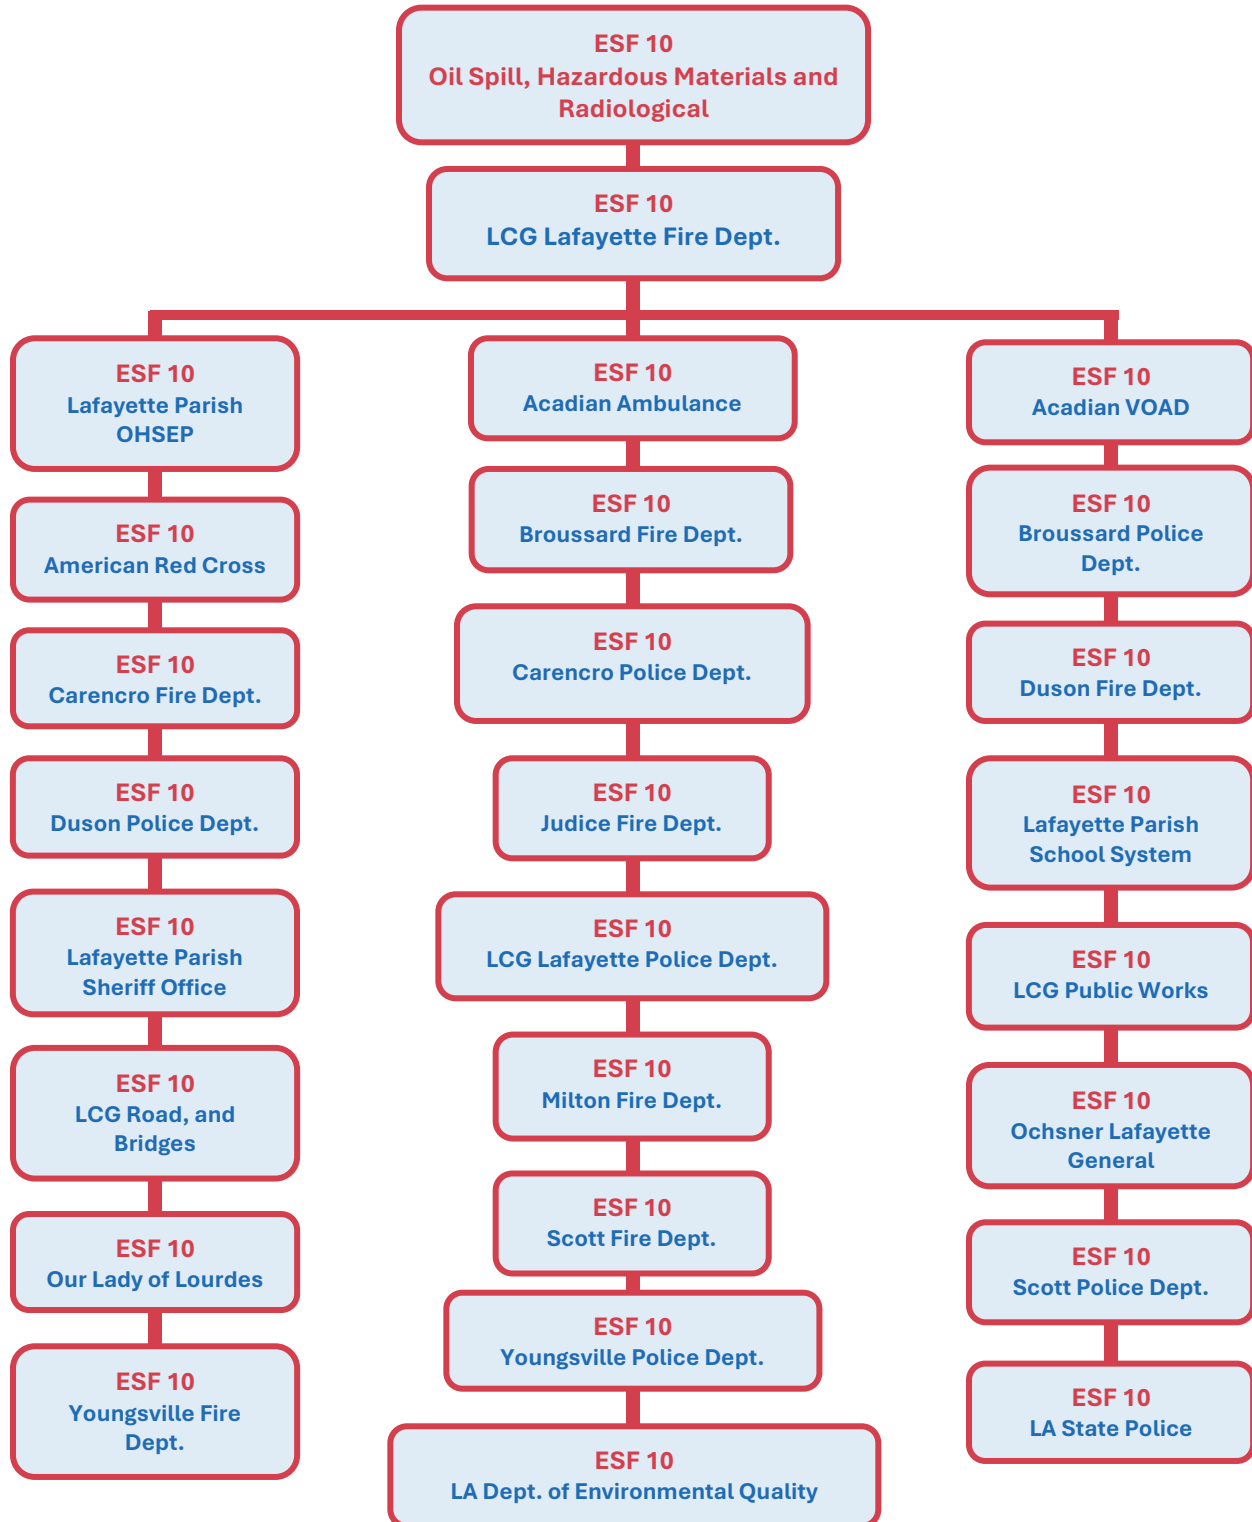 ESF 10
Oil Spill, Hazardous Materials and
Radiological
ESF 10
LCG Lafayette Fire Dept.
ESF 10
Lafayette Parish
OHSEP
ESF 10
American Red Cross
ESF 10
Carencro Fire Dept.
ESF 10
Duson Police Dept.
ESF 10
Lafayette Parish
Sheriff Office
ESF 10
LCG Road, and
Bridges
ESF 10
Our Lady of Lourdes
ESF 10
Youngsville Fire
Dept.
ESF 10
Acadian Ambulance
ESF 10
Broussard Fire Dept.
ESF 10
Carencro Police Dept.
ESF 10
Judice Fire Dept.
ESF 10
LCG Lafayette Police Dept.
ESF 10
Milton Fire Dept.
ESF 10
Scott Fire Dept.
ESF 10
Youngsville Police Dept.
ESF 10
LA Dept. of Environmental Quality
ESF 10
Acadian VOAD
ESF 10
Broussard Police
Dept.
ESF 10
Duson Fire Dept.
ESF 10
Lafayette Parish
School System
ESF 10
LCG Public Works
ESF 10
Ochsner Lafayette
General
ESF 10
Scott Police Dept.
ESF 10
LA State Police